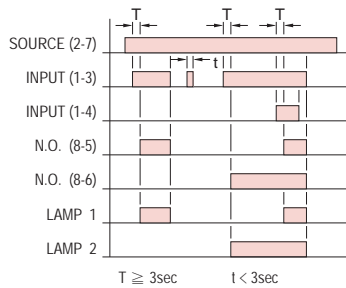 T T T
SOURCE (2-7)
INPUT (1-3)
t
INPUT (1-4)
N.O. (8-5)
N.O. (8-6)
LAMP 1
LAMP 2
T ≧ 3sec t < 3sec